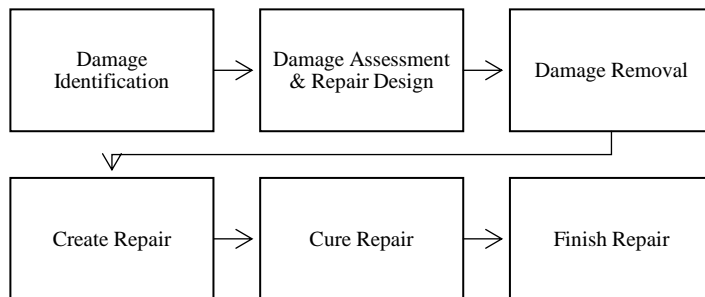 Damage
Identification
Damage Assessment
& Repair Design
Damage Removal
Create Repair
Cure Repair
Finish Repair